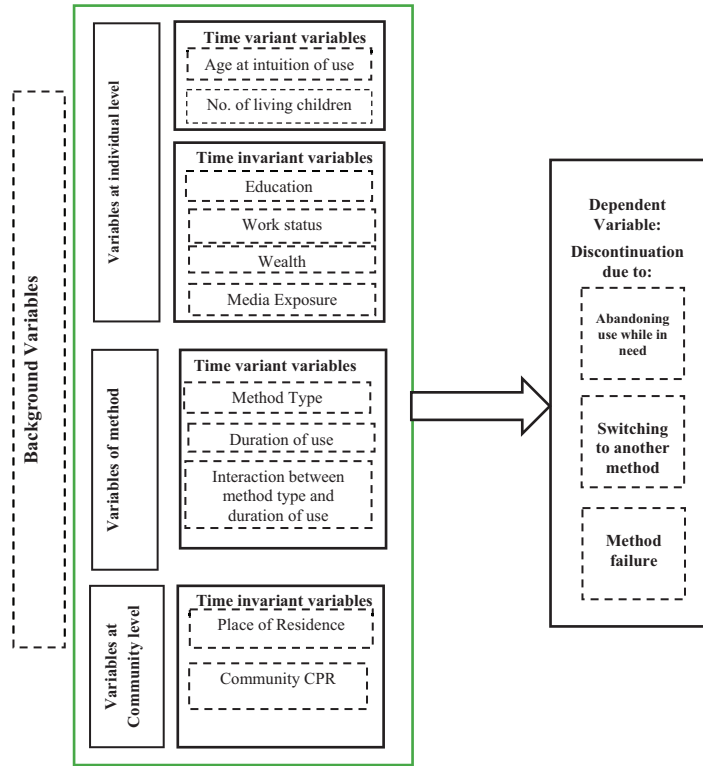 Background Variables
Variables at individual level
Time variant variables
Age at intuition of use
No. of living children
Time invariant variables
Education
Work status
Wealth
Media Exposure
Variables of method
Time variant variables
Method Type
Duration of use
Interaction between
method type and
duration of use
Variables at
Community level
Time invariant variables
Place of Residence
Community CPR
Dependent
Variable:
Discontinuation
due to:
Abandoning
use while in
need
Switching
to another
method
Method
failure